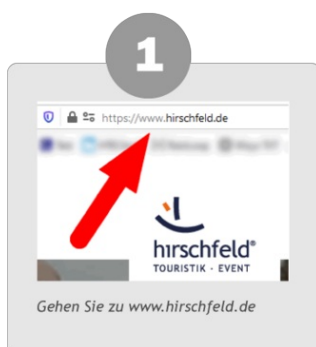 1
https://www.hirschfeld.de
hirschfeld®
TOURISTIK · EVENT
Gehen Sie zu www.hirschfeld.de